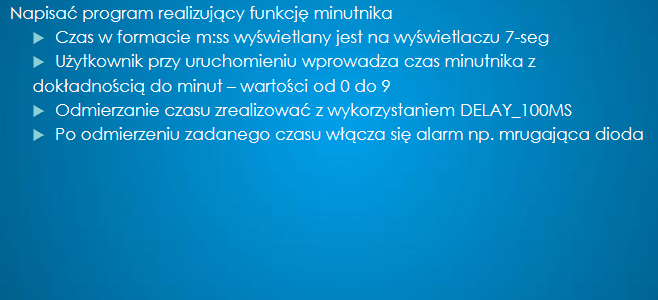 Napisać program realizujący funkcję minutnika
Czas w formacie m:ss wyświetlany jest na wyświetlaczu 7-seg
Użytkownik przy uruchomieniu wprowadza czas minutnika z
dokładnością do minut – wartości od 0 do 9
Odmierzanie czasu zrealizować z wykorzystaniem DELAY_100MS
Po odmierzeniu zadanego czasu włącza się alarm np. mrugająca dioda